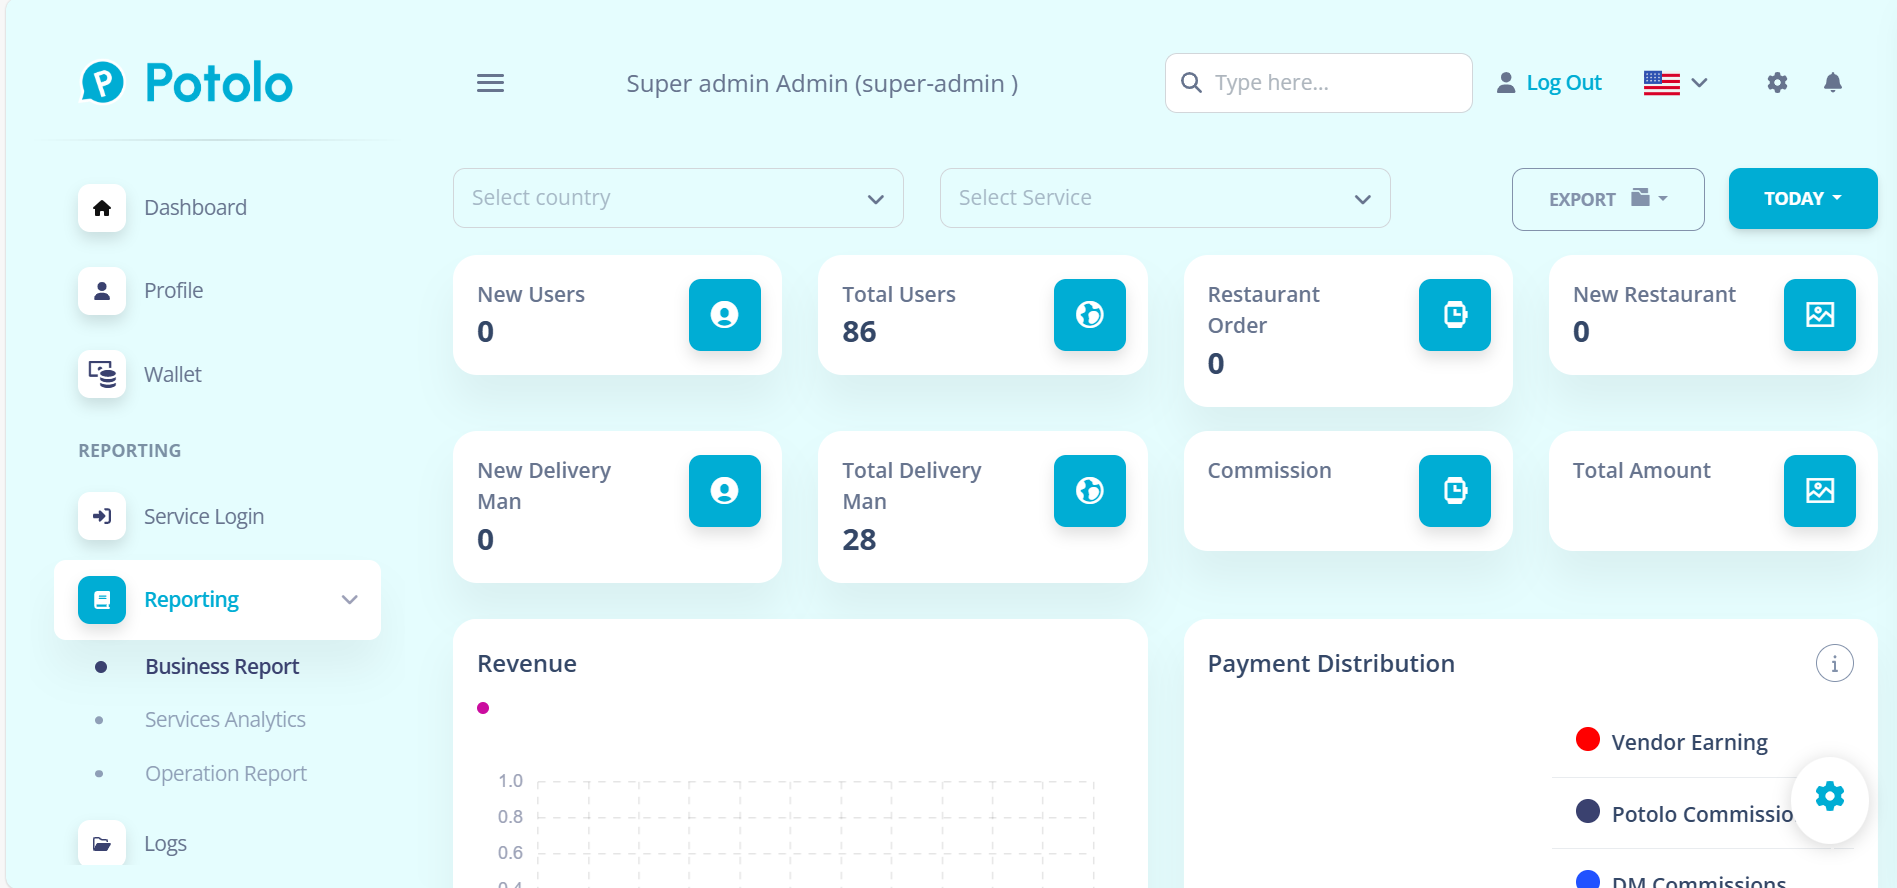 Potolo
Super admin Admin (super-admin )
Type here...
Log Out
Dashboard
Profile
Wallet
REPORTING
Service Login
Reporting
Business Report
Services Analytics
Operation Report
Logs
Select country
Select Service
EXPORT
TODAY
New Users
0
Total Users
86
Restaurant
Order
0
New Restaurant
0
New Delivery
Man
0
Total Delivery
Man
28
Commission
Total Amount
Revenue
1.0
0.8
0.6
0.4
Payment Distribution
Vendor Earning
Potolo Commissio
DM Commissions